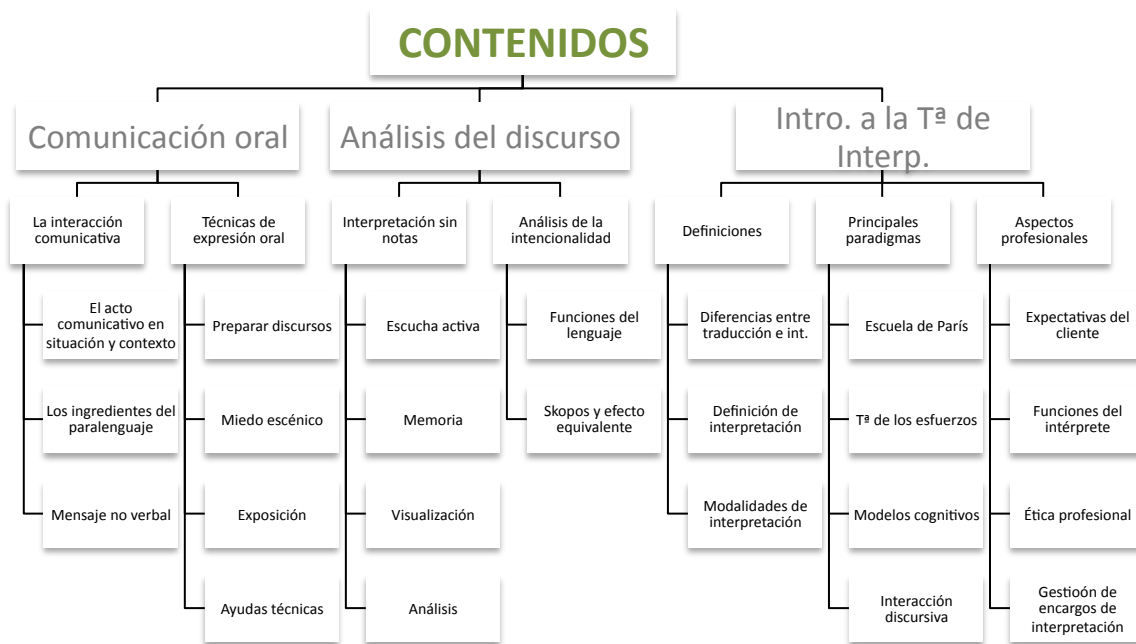 CONTENIDOS
Comunicación oral
Análisis del discurso
Intro. a la Tª de
Interp.
La interacción
comunicativa
Técnicas de
expresión oral
Interpretación sin
notas
Análisis de la
intencionalidad
Definiciones
Principales
paradigmas
Aspectos
profesionales
El acto
comunicativo en
situación y contexto
Preparar discursos
Escucha activa
Funciones del
lenguaje
Diferencias entre
traducción e int.
Escuela de París
Expectativas del
cliente
Los ingredientes del
paralenguaje
Miedo escénico
Memoria
Skopos y efecto
equivalente
Definición de
interpretación
Tª de los esfuerzos
Funciones del
intérprete
Mensaje no verbal
Exposición
Visualización
Modalidades de
interpretación
Modelos cognitivos
Ética profesional
Ayudas técnicas
Análisis
Interacción
discursiva
Gestioón de
encargos de
interpretación